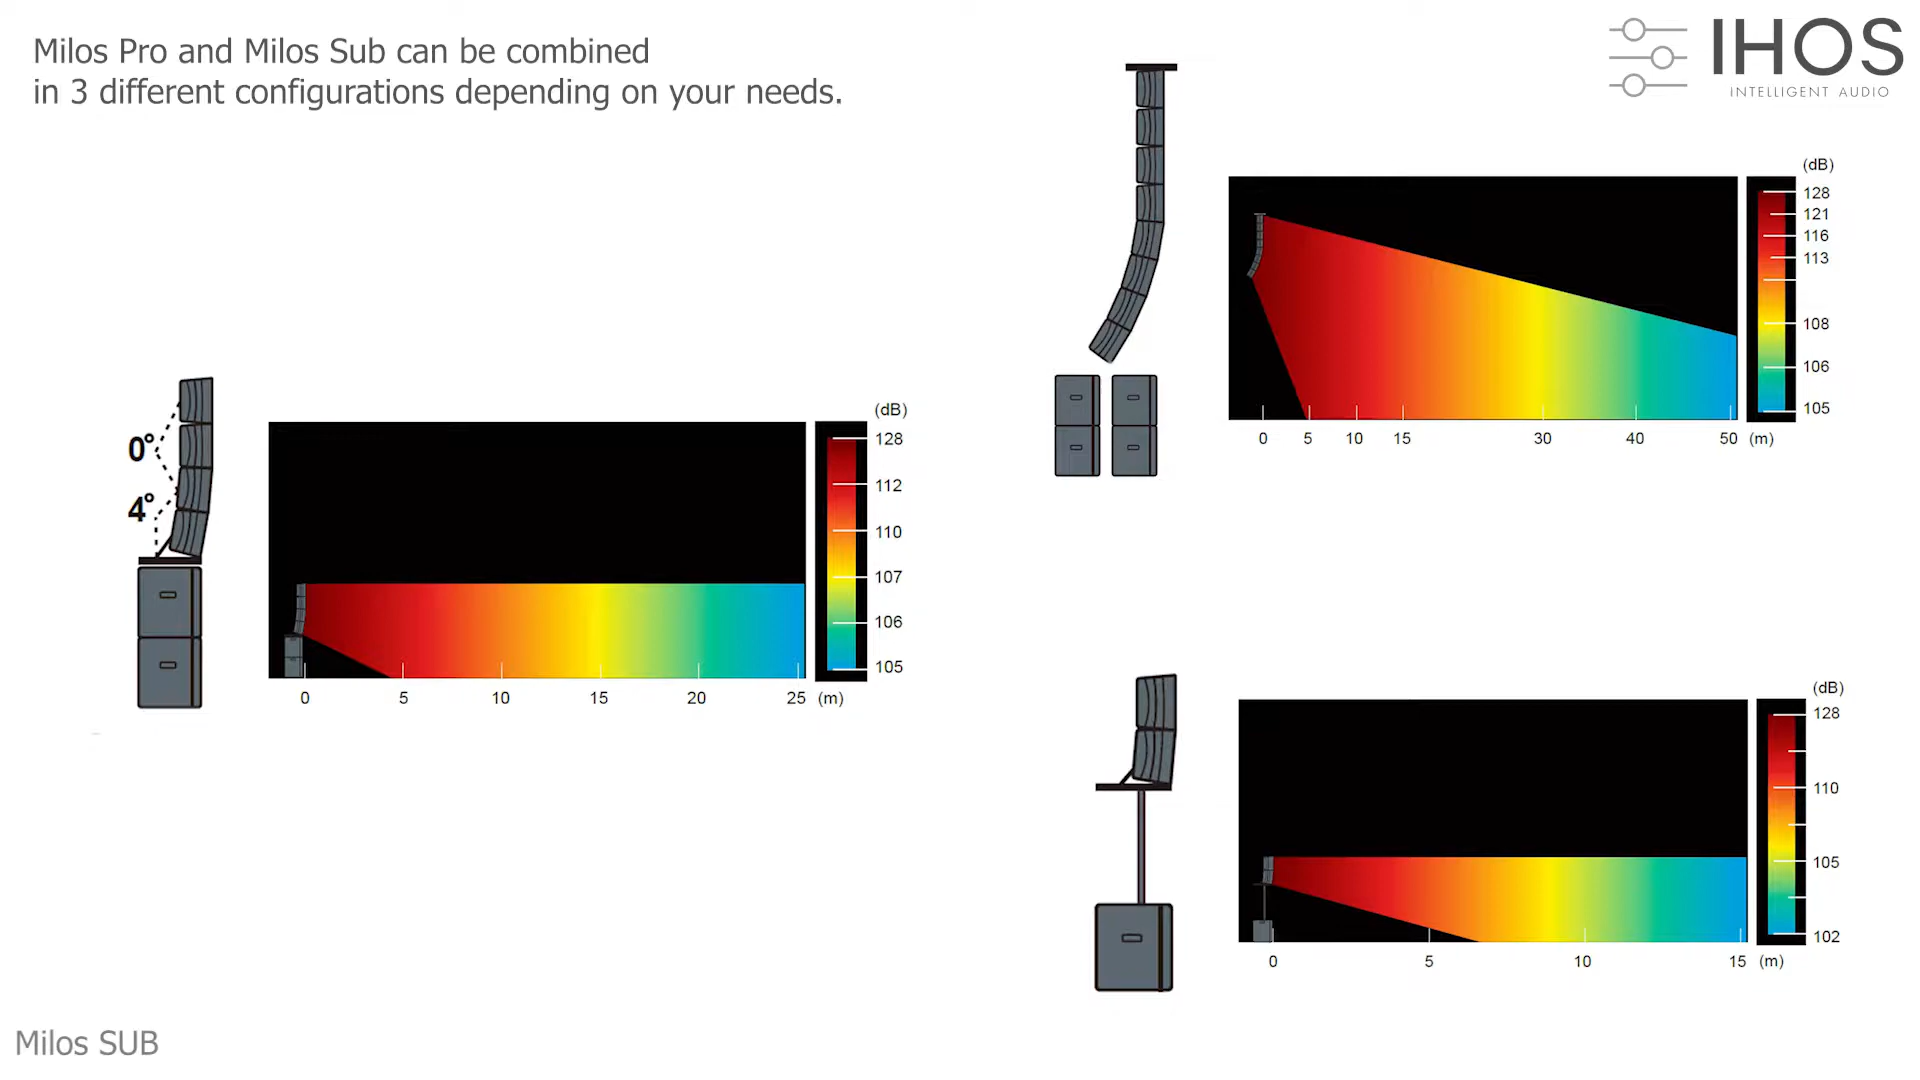 Milos Pro and Milos Sub can be combined
in 3 different configurations depending on your needs.
IHOS
INTELLIGENT AUDIO
(dB)
128
121
116
113
108
106
105
0 5 10 15 30 40 50 (m)
0°
4°
(dB)
128
112
110
107
106
105
0 5 10 15 20 25 (m)
(dB)
128
110
105
102
0 5 10 15 (m)
Milos SUB